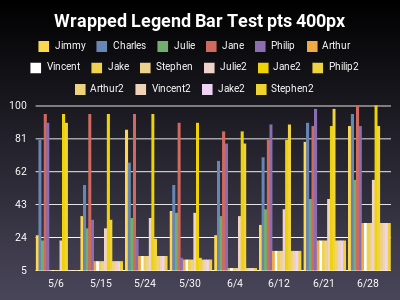 Wrapped Legend Bar Test pts 400px
Jimmy Charles Julie Jane Philip Arthur
Vincent Jake Stephen Julie2 Jane2 Philip2
Arthur2 Vincent2 Jake2 Stephen2
100
81
62
43
24
5
5/6 5/15 5/24 5/30 6/4 6/12 6/21 6/28